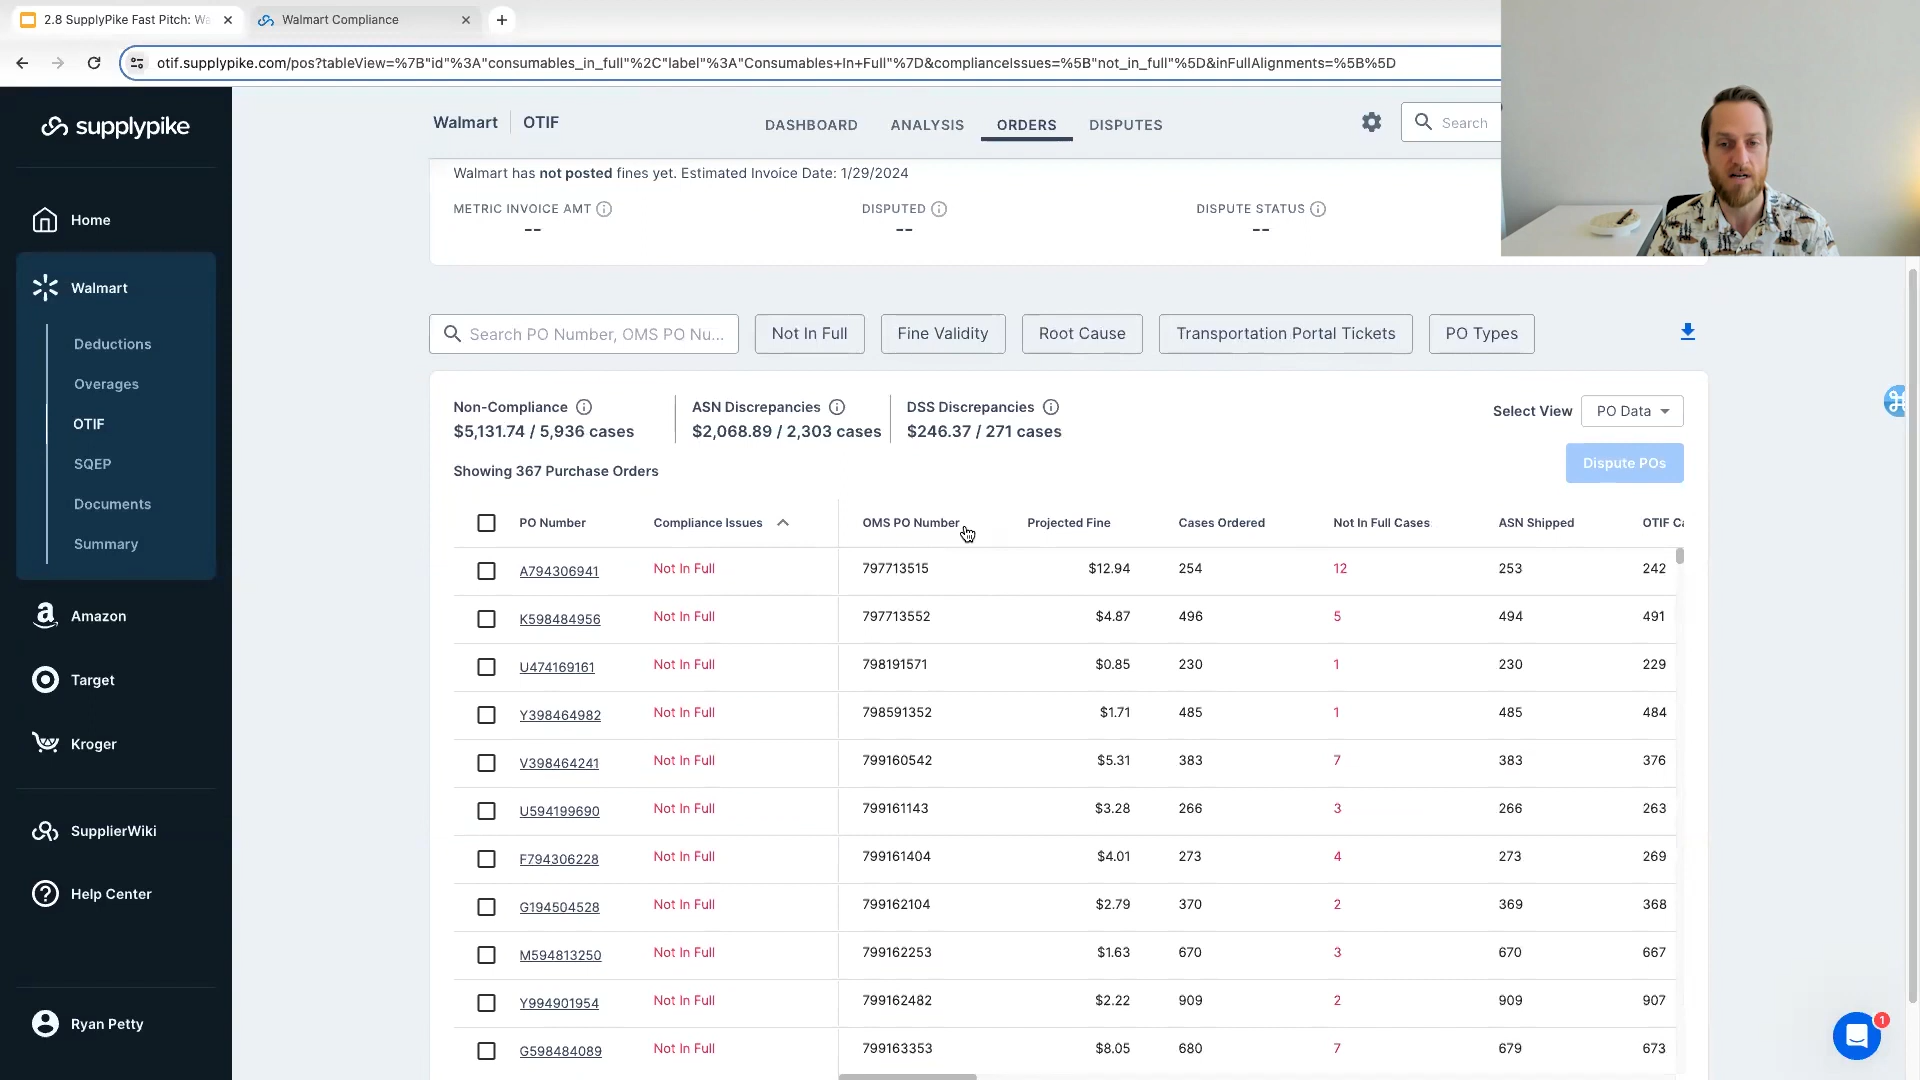 2.8 SupplyPike Fast Pitch: Wa
Walmart Compliance
otif.supplypike.com/pos?tableView=%7B"id"%3A"consumables_in_full"%2C"label"%3A"Consumables+In+Full"%7D&complianceIssues=%5B"not_in_full"%5D&inFullAlignments=%5B%5D
supplypike
Home
Walmart
Deductions
Overages
OTIF
SQEP
Documents
Summary
Amazon
Target
Kroger
SupplierWiki
Help Center
Ryan Petty
Walmart OTIF DASHBOARD ANALYSIS ORDERS DISPUTES Search
Walmart has not posted fines yet. Estimated Invoice Date: 1/29/2024
METRIC INVOICE AMT DISPUTED DISPUTE STATUS
-- -- --
Search PO Number, OMS PO Nu... Not In Full Fine Validity Root Cause Transportation Portal Tickets PO Types
Non-Compliance ASN Discrepancies DSS Discrepancies Select View PO Data
$5,131.74 / 5,936 cases $2,068.89 / 2,303 cases $246.37 / 271 cases
Showing 367 Purchase Orders Dispute POs
PO Number Compliance Issues OMS PO Number Projected Fine Cases Ordered Not In Full Cases ASN Shipped OTIF Ca
A794306941 Not In Full 797713515 $12.94 254 12 253 242
K598484956 Not In Full 797713552 $4.87 496 5 494 491
U474169161 Not In Full 798191571 $0.85 230 1 230 229
Y398464982 Not In Full 798591352 $1.71 485 1 485 484
V398464241 Not In Full 799160542 $5.31 383 7 383 376
U594199690 Not In Full 799161143 $3.28 266 3 266 263
F794306228 Not In Full 799161404 $4.01 273 4 273 269
G194504528 Not In Full 799162104 $2.79 370 2 369 368
M594813250 Not In Full 799162253 $1.63 670 3 670 667
Y994901954 Not In Full 799162482 $2.22 909 2 909 907
G598484089 Not In Full 799163353 $8.05 680 7 679 673
1